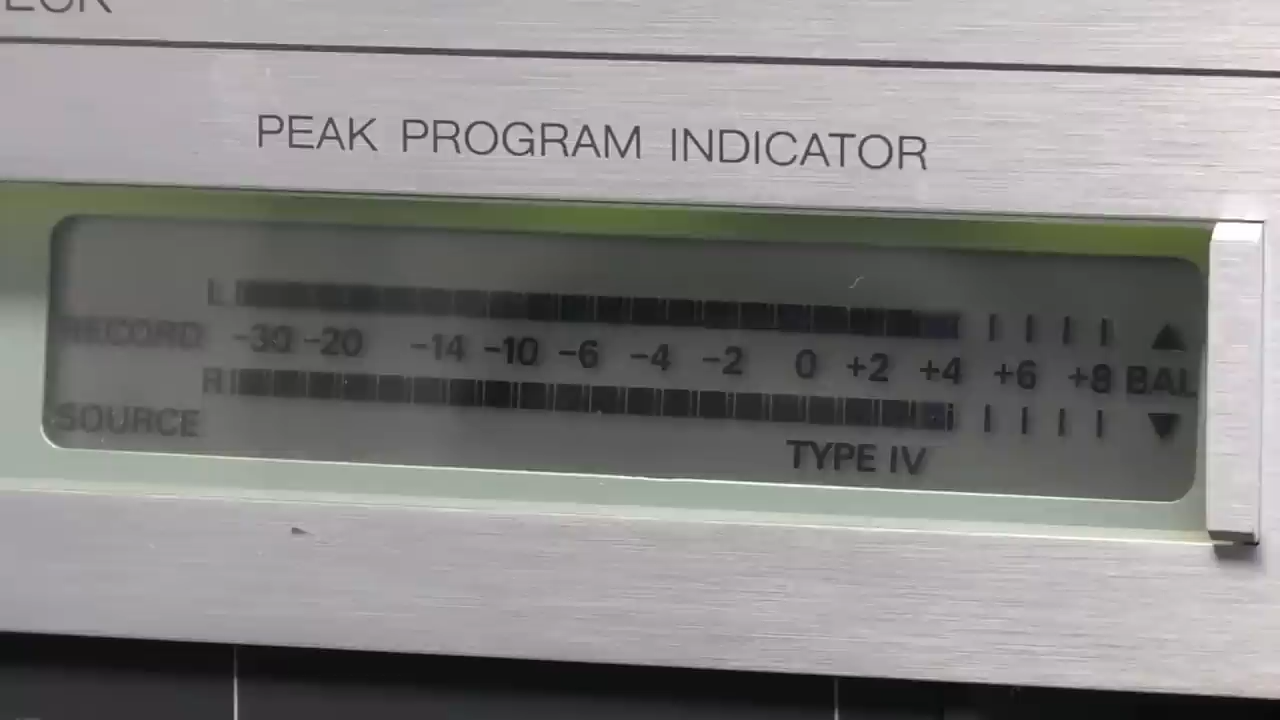 PEAK PROGRAM INDICATOR
L
RECORD -30 -20 -14 -10 -6 -4 -2 0 +2 +4 +6 +8 BAL
R
SOURCE
TYPE IV